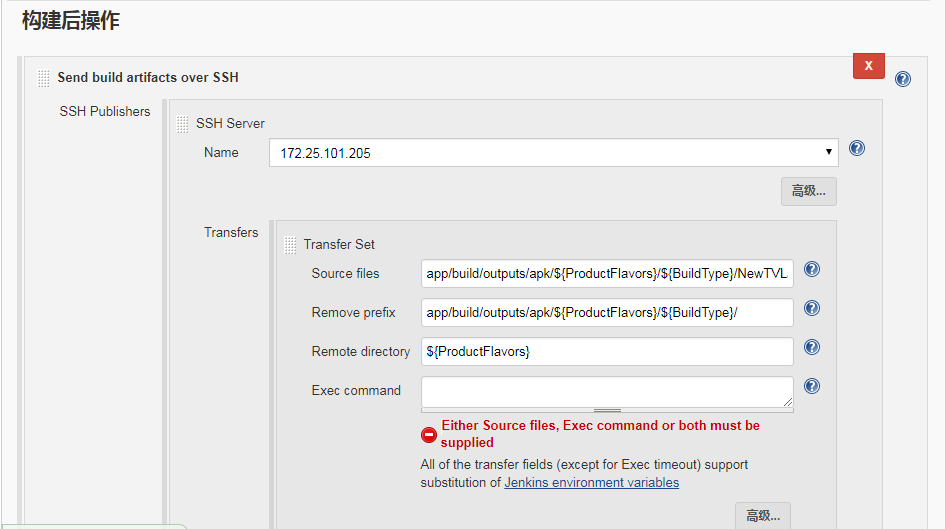 构建后操作
Send build artifacts over SSH
X
SSH Publishers
SSH Server
Name
172.25.101.205
高级...
Transfers
Transfer Set
Source files
app/build/outputs/apk/${ProductFlavors}/${BuildType}/NewTVL
Remove prefix
app/build/outputs/apk/${ProductFlavors}/${BuildType}/
Remote directory
${ProductFlavors}
Exec command
Either Source files, Exec command or both must be
supplied
All of the transfer fields (except for Exec timeout) support
substitution of Jenkins environment variables
高级...